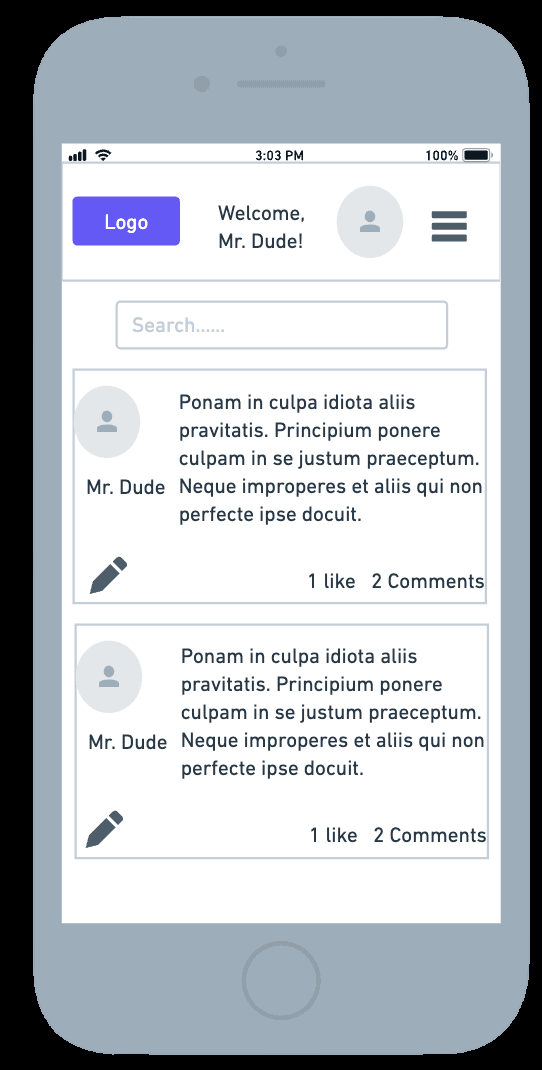 3:03 PM 100%
Logo
Welcome,
Mr. Dude!
Search......
Ponam in culpa idiota aliis
pravitatis. Principium ponere
culpam in se justum praeceptum.
Neque improperes et aliis qui non
perfecte ipse docuit.
Mr. Dude
1 like 2 Comments
Ponam in culpa idiota aliis
pravitatis. Principium ponere
culpam in se justum praeceptum.
Neque improperes et aliis qui non
perfecte ipse docuit.
Mr. Dude
1 like 2 Comments